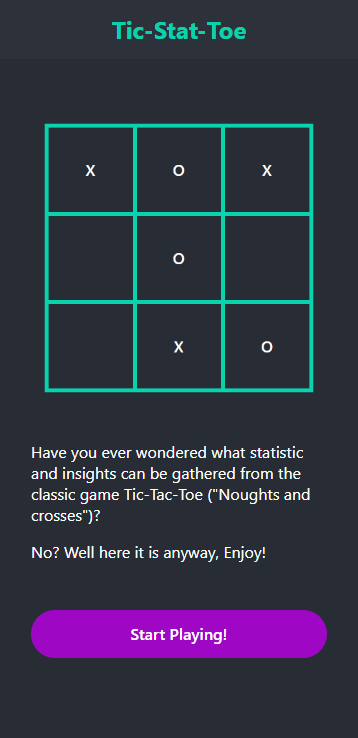 Tic-Stat-Toe
X O X
O
X O
Have you ever wondered what statistic
and insights can be gathered from the
classic game Tic-Tac-Toe ("Noughts and
crosses")?
No? Well here it is anyway, Enjoy!
Start Playing!